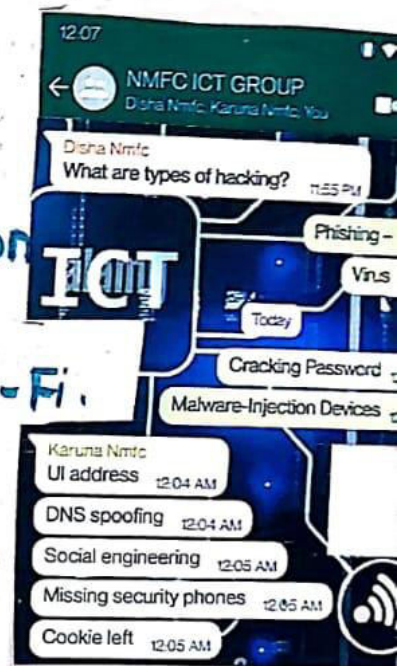 12:07
NMFC ICT GROUP
Disha Nmfc, Karuna Nmfc, You
Disha Nmfc
What are types of hacking? 11:55 PM
on
Phishing –
Virus
ICT
alamy
Today
Cracking Password
-Fi.
Malware-Injection Devices
Karuna Nmfc
UI address 12:04 AM
DNS spoofing 12:04 AM
Social engineering 12:05 AM
Missing security phones 12:05 AM
Cookie left 12:05 AM